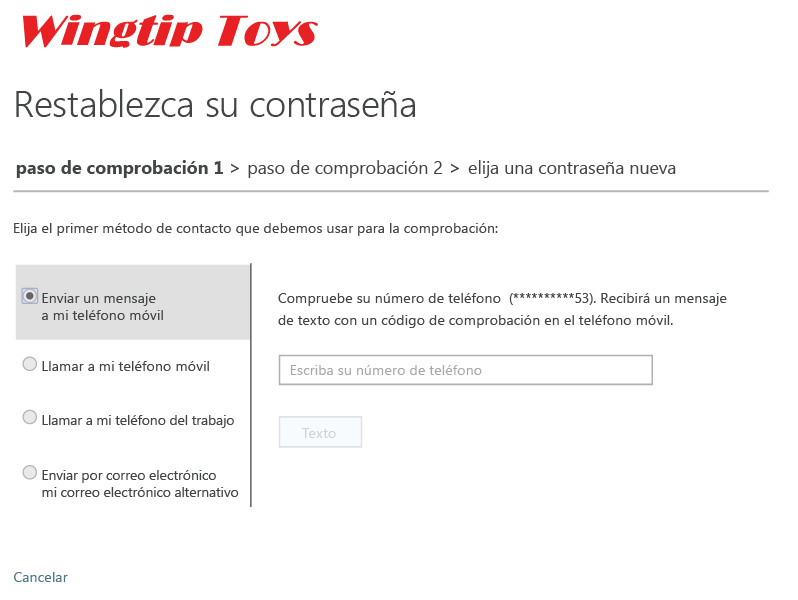 Wingtip Toys
Restablezca su contraseña
paso de comprobación 1 > paso de comprobación 2 > elija una contraseña nueva
Elija el primer método de contacto que debemos usar para la comprobación:
Enviar un mensaje
a mi teléfono móvil
Llamar a mi teléfono móvil
Llamar a mi teléfono del trabajo
Enviar por correo electrónico
mi correo electrónico alternativo
Compruebe su número de teléfono (**********53). Recibirá un mensaje
de texto con un código de comprobación en el teléfono móvil.
Escriba su número de teléfono
Texto
Cancelar